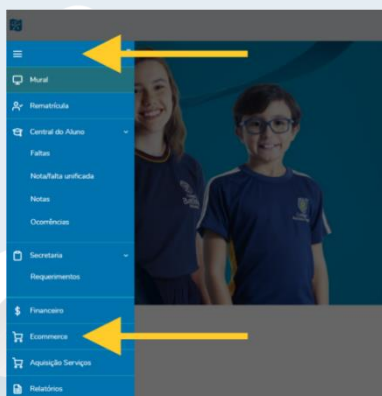 Mural
Rematrícula
Central do Aluno
Faltas
Nota/falta unificada
Notas
Ocorrências
Secretaria
Requerimentos
Financeiro
Ecommerce
Aquisição Serviços
Relatórios